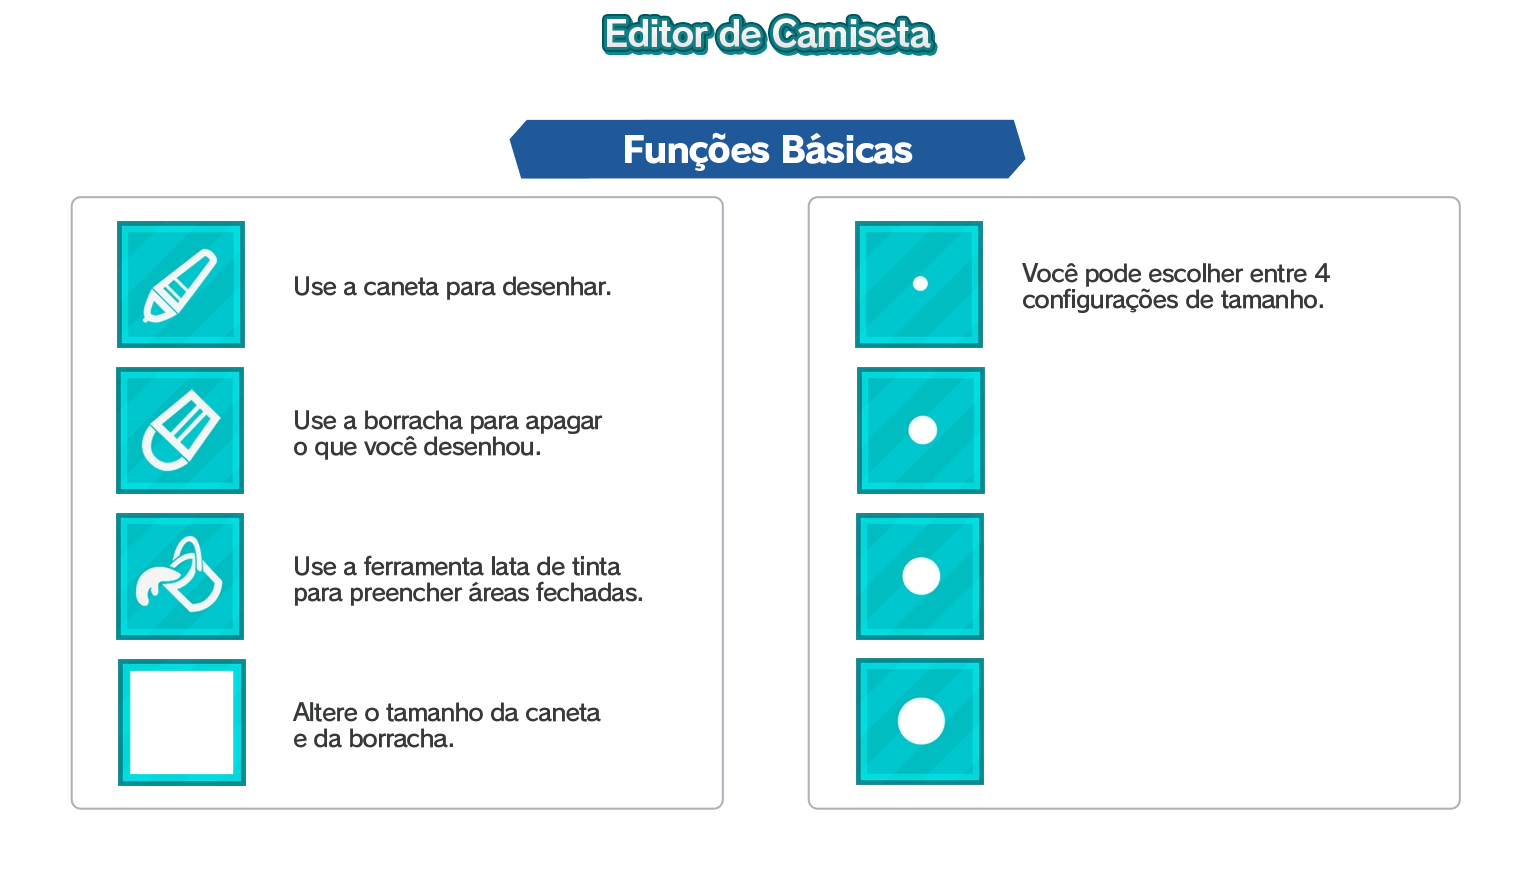 Editor de Camiseta
Funções Básicas
Use a caneta para desenhar.
Use a borracha para apagar
o que você desenhou.
Use a ferramenta lata de tinta
para preencher áreas fechadas.
Altere o tamanho da caneta
e da borracha.
Você pode escolher entre 4
configurações de tamanho.